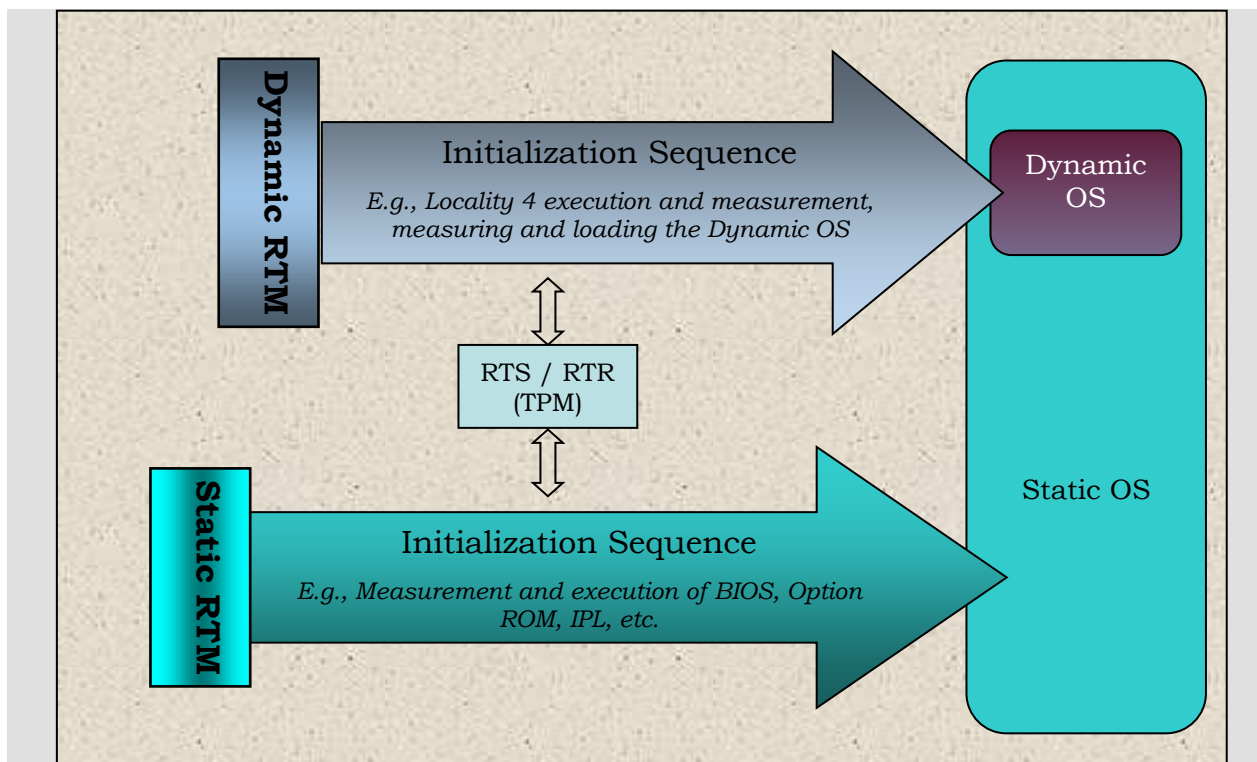 Dynamic RTM
Initialization Sequence
E.g., Locality 4 execution and measurement,
measuring and loading the Dynamic OS
Dynamic
OS
RTS / RTR
(TPM)
Static RTM
Initialization Sequence
E.g., Measurement and execution of BIOS, Option
ROM, IPL, etc.
Static OS